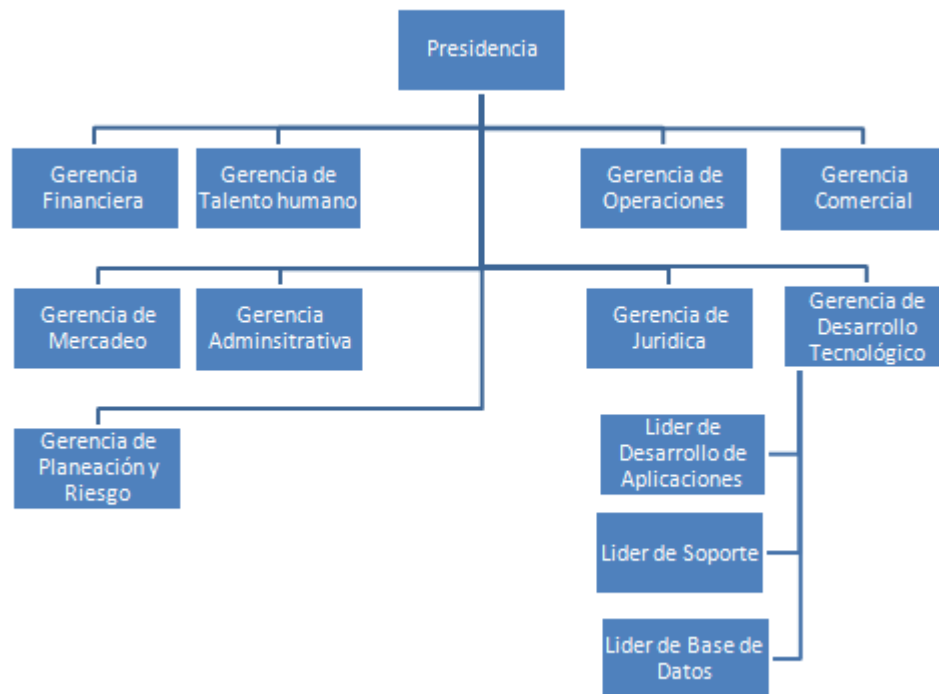 Presidencia
Gerencia
Financiera
Gerencia de
Talento humano
Gerencia de
Operaciones
Gerencia
Comercial
Gerencia de
Mercadeo
Gerencia
Adminsitrativa
Gerencia de
Juridica
Gerencia de
Desarrollo
Tecnológico
Gerencia de
Planeación y
Riesgo
Lider de
Desarrollo de
Aplicaciones
Lider de Soporte
Lider de Base de
Datos